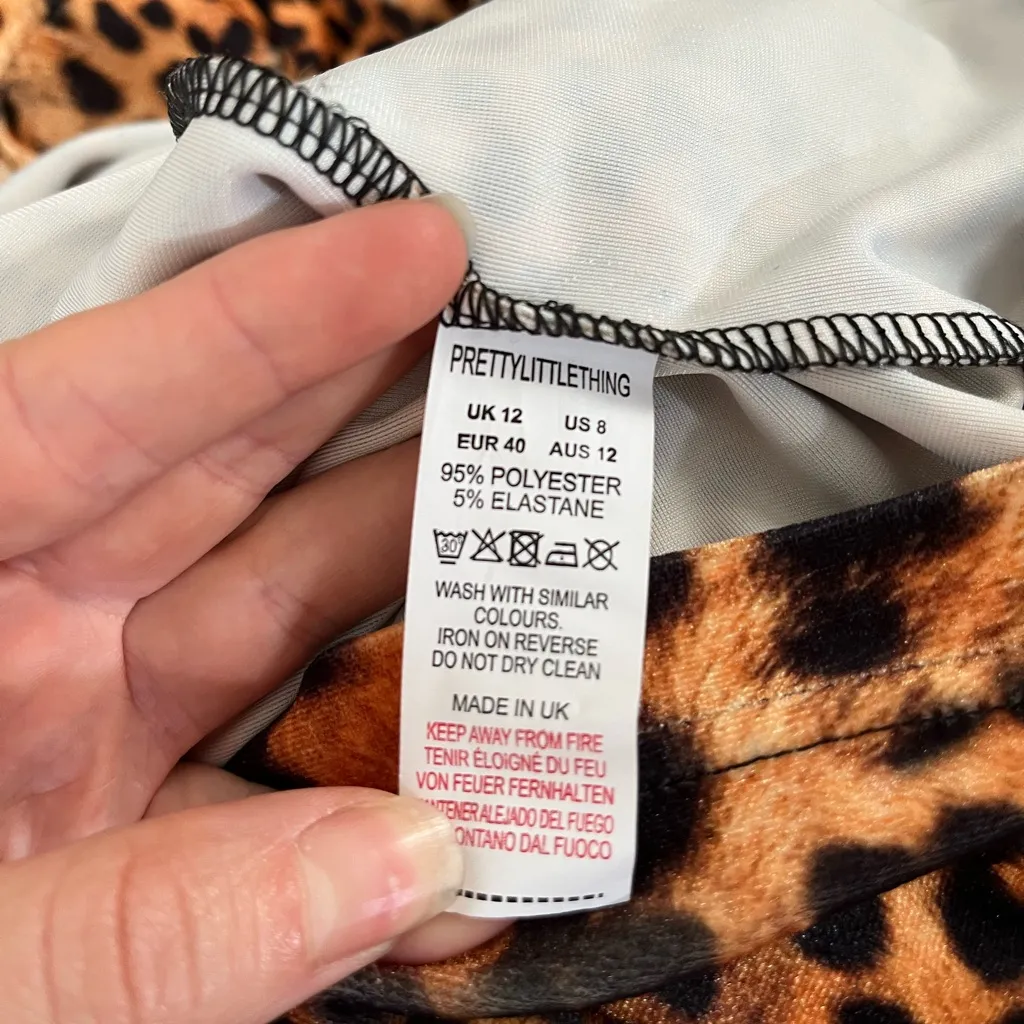 PRETTYLITTLETHING
UK 12 US 8
EUR 40 AUS 12
95% POLYESTER
5% ELASTANE
30°
WASH WITH SIMILAR
COLOURS.
IRON ON REVERSE
DO NOT DRY CLEAN
MADE IN UK
KEEP AWAY FROM FIRE
TENIR ÉLOIGNÉ DU FEU
VON FEUER FERNHALTEN
ALEJADO DEL FUEGO
DAL FUOCO